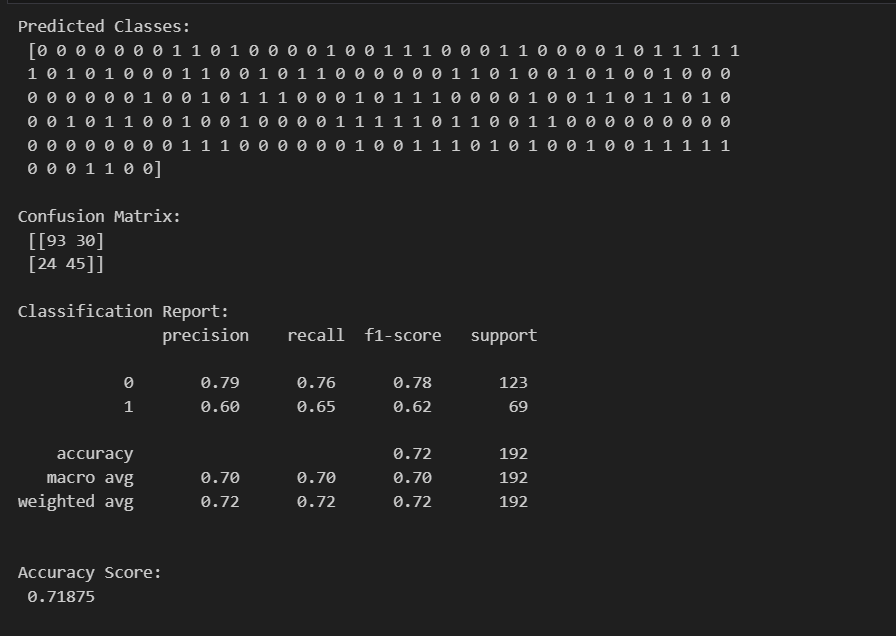 Predicted Classes:
[0 0 0 0 0 0 0 1 1 0 1 0 0 0 0 1 0 0 1 1 1 0 0 0 1 1 0 0 0 0 1 0 1 1 1 1 1
1 0 1 0 1 0 0 0 1 1 0 0 1 0 1 1 0 0 0 0 0 0 1 1 0 1 0 0 1 0 1 0 0 1 0 0 0
0 0 0 0 0 0 1 0 0 1 0 1 1 1 0 0 0 1 0 1 1 1 0 0 0 0 1 0 0 1 1 0 1 1 0 1 0
0 0 1 0 1 1 0 0 1 0 0 1 0 0 0 0 1 1 1 1 1 0 1 1 0 0 1 1 0 0 0 0 0 0 0 0 0
0 0 0 0 0 0 0 0 1 1 1 0 0 0 0 0 0 1 0 0 1 1 1 0 1 0 1 0 0 1 0 0 1 1 1 1 1
0 0 0 1 1 0 0]
Confusion Matrix:
[[93 30]
[24 45]]
Classification Report:
precision recall f1-score support
0 0.79 0.76 0.78 123
1 0.60 0.65 0.62 69
accuracy 0.72 192
macro avg 0.70 0.70 0.70 192
weighted avg 0.72 0.72 0.72 192
Accuracy Score:
0.71875